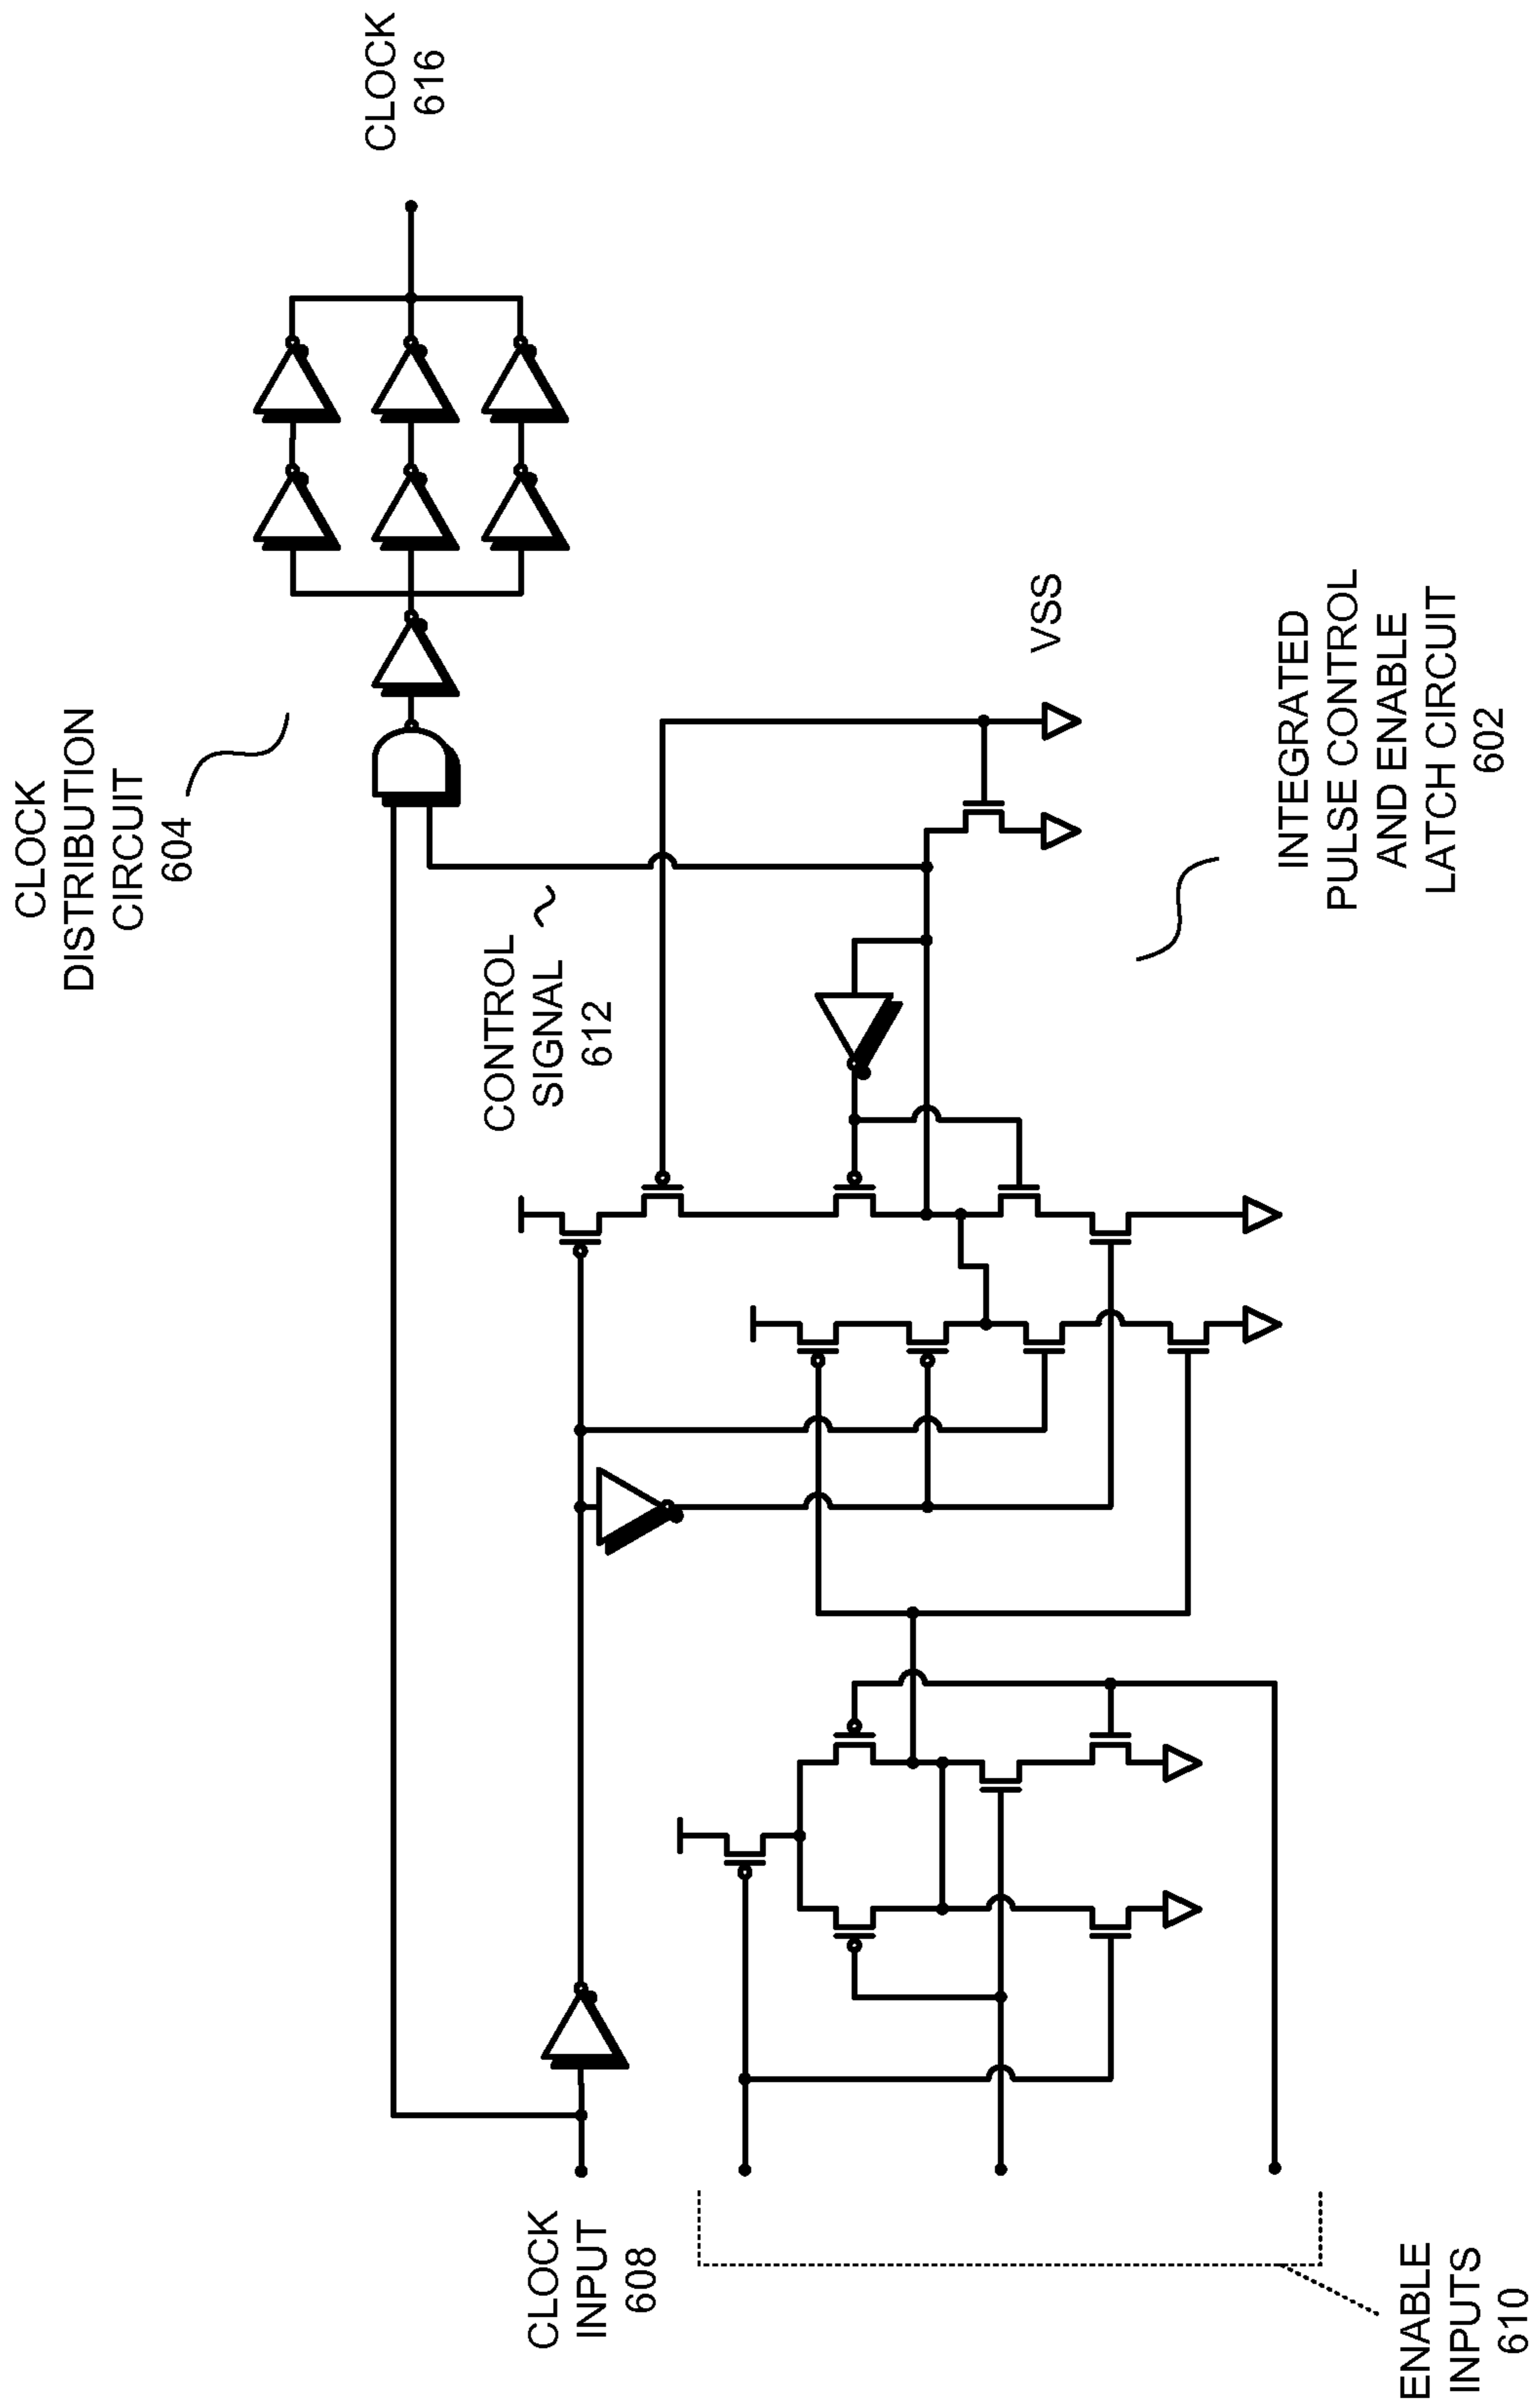 CLOCK
DISTRIBUTION
CIRCUIT
604
CLOCK
616
CONTROL
SIGNAL
612
CLOCK
INPUT
608
VSS
ENABLE
INPUTS
610
INTEGRATED
PULSE CONTROL
AND ENABLE
LATCH CIRCUIT
602